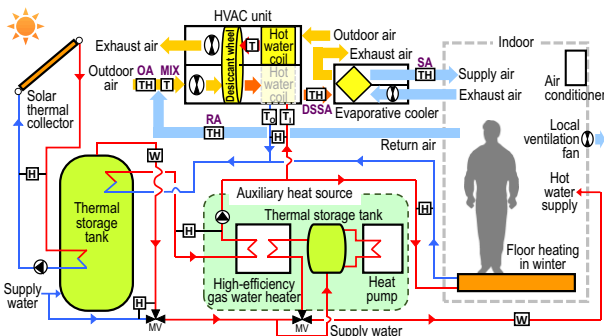 HVAC unit
Exhaust air
Outdoor air
OA
MIX
TH
T
Desiccant wheel
T
Hot water coil
Hot water coil
Outdoor air
Exhaust air
TH
DSSA
SA
TH
Supply air
Exhaust air
Evaporative cooler
Indoor
Air conditioner
Local ventilation fan
Hot water supply
RA
TH
To
Ti
H
Return air
Solar thermal collector
H
W
Thermal storage tank
Supply water
H
MV
Auxiliary heat source
Thermal storage tank
H
High-efficiency gas water heater
Heat pump
MV
Supply water
H
Floor heating in winter
W